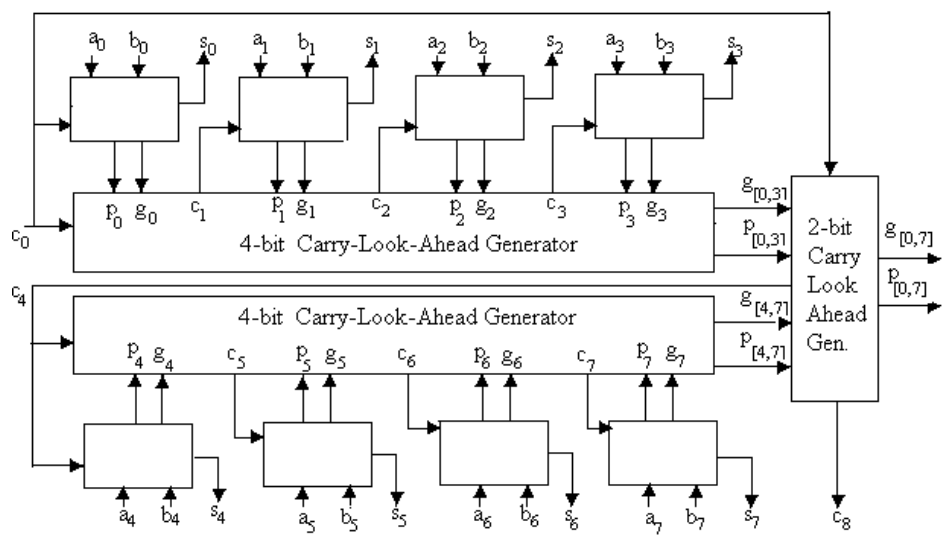 a0 b0 s0 a1 b1 s1 a2 b2 s2 a3 b3 s3
p0 g0 c1 p1 g1 c2 p2 g2 c3 p3 g3
c0
4-bit Carry-Look-Ahead Generator
g[0,3]
p[0,3]
2-bit
Carry
Look
Ahead
Gen.
g[0,7]
p[0,7]
c4
4-bit Carry-Look-Ahead Generator
g[4,7]
p[4,7]
p4 g4 c5 p5 g5 c6 p6 g6 c7 p7 g7
a4 b4 s4 a5 b5 s5 a6 b6 s6 a7 b7 s7 c8